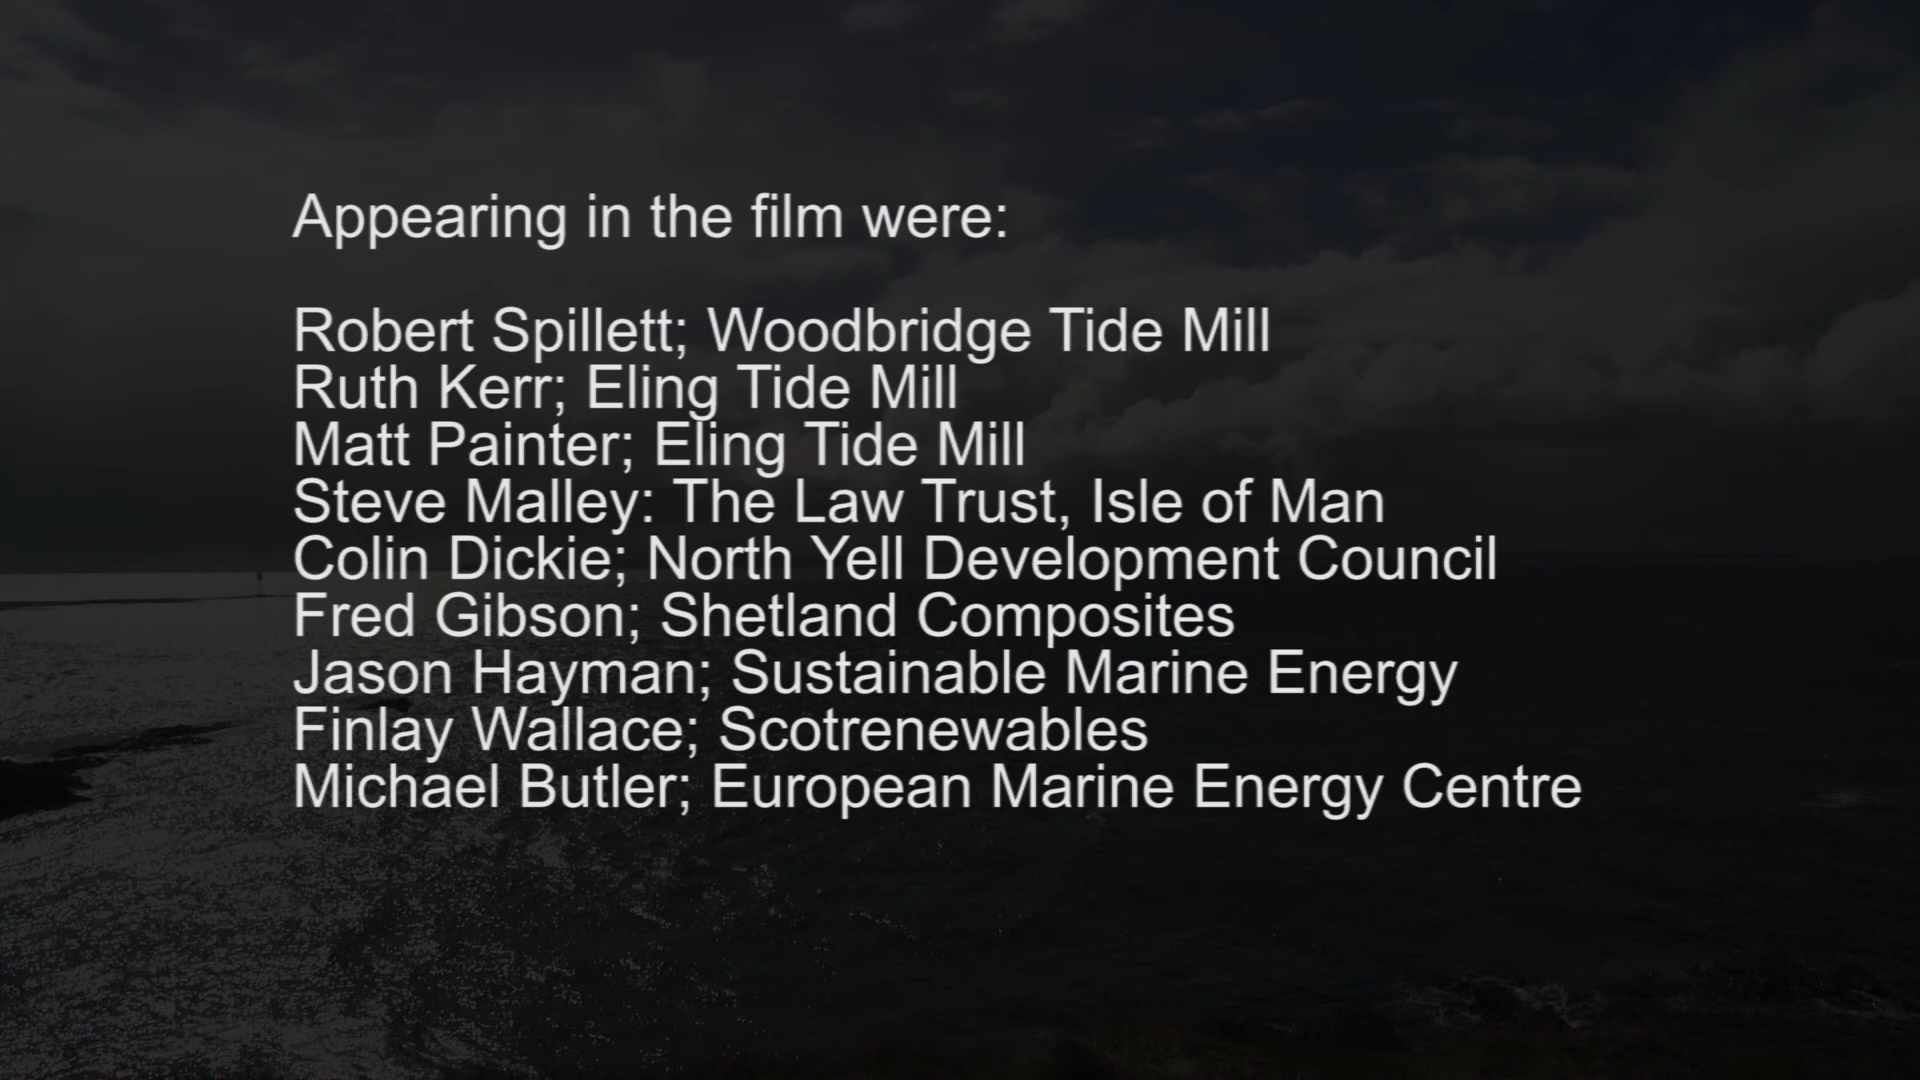 Appearing in the film were:
Robert Spillett; Woodbridge Tide Mill
Ruth Kerr; Eling Tide Mill
Matt Painter; Eling Tide Mill
Steve Malley: The Law Trust, Isle of Man
Colin Dickie; North Yell Development Council
Fred Gibson; Shetland Composites
Jason Hayman; Sustainable Marine Energy
Finlay Wallace; Scotrenewables
Michael Butler; European Marine Energy Centre